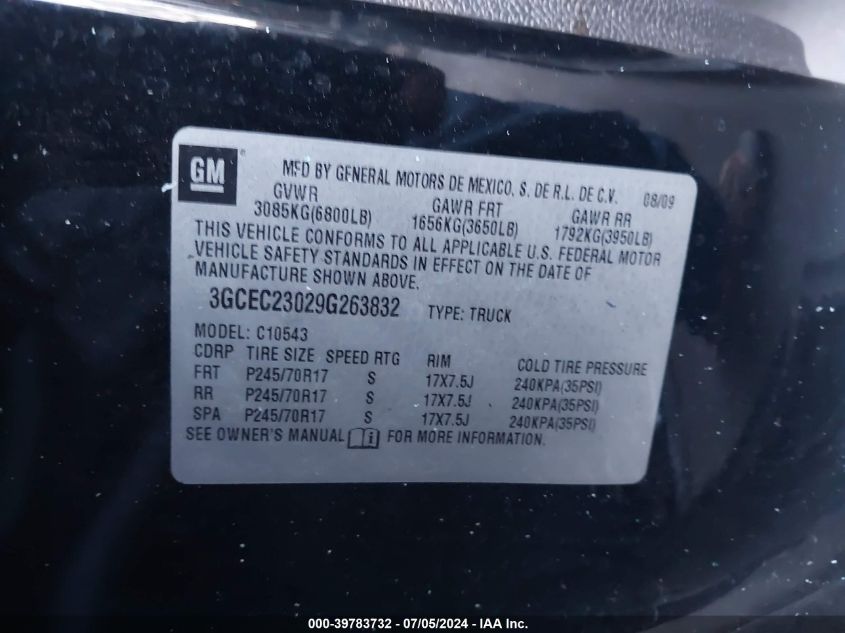 GM
®
MFD BY GENERAL MOTORS DE MEXICO, S. DE R.L. DE C.V. 08/09
GVWR GAWR FRT GAWR RR
3085KG(6800LB) 1656KG(3650LB) 1792KG(3950LB)
THIS VEHICLE CONFORMS TO ALL APPLICABLE U.S. FEDERAL MOTOR
VEHICLE SAFETY STANDARDS IN EFFECT ON THE DATE OF
MANUFACTURE SHOWN ABOVE.
3GCEC23029G263832 TYPE: TRUCK
MODEL: C10543
CDRP TIRE SIZE SPEED RTG RIM COLD TIRE PRESSURE
FRT P245/70R17 S 17X7.5J 240KPA(35PSI)
RR P245/70R17 S 17X7.5J 240KPA(35PSI)
SPA P245/70R17 S 17X7.5J 240KPA(35PSI)
SEE OWNER'S MANUAL i FOR MORE INFORMATION.
000-39783732 - 07/05/2024 - IAA Inc.